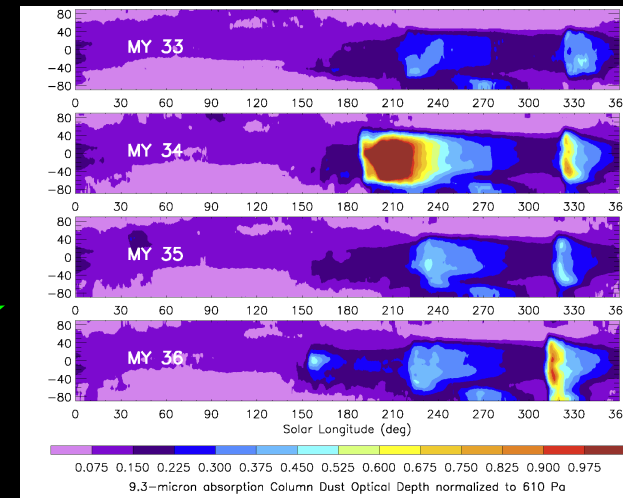 80
40
0
−40
−80
MY 33
0 30 60 90 120 150 180 210 240 270 300 330 36
80
40
0
−40
−80
MY 34
0 30 60 90 120 150 180 210 240 270 300 330 36
80
40
0
−40
−80
MY 35
0 30 60 90 120 150 180 210 240 270 300 330 36
80
40
0
−40
−80
MY 36
0 30 60 90 120 150 180 210 240 270 300 330 36
Solar Longitude (deg)
0.075 0.150 0.225 0.300 0.375 0.450 0.525 0.600 0.675 0.750 0.825 0.900 0.975
9.3−micron absorption Column Dust Optical Depth normalized to 610 Pa